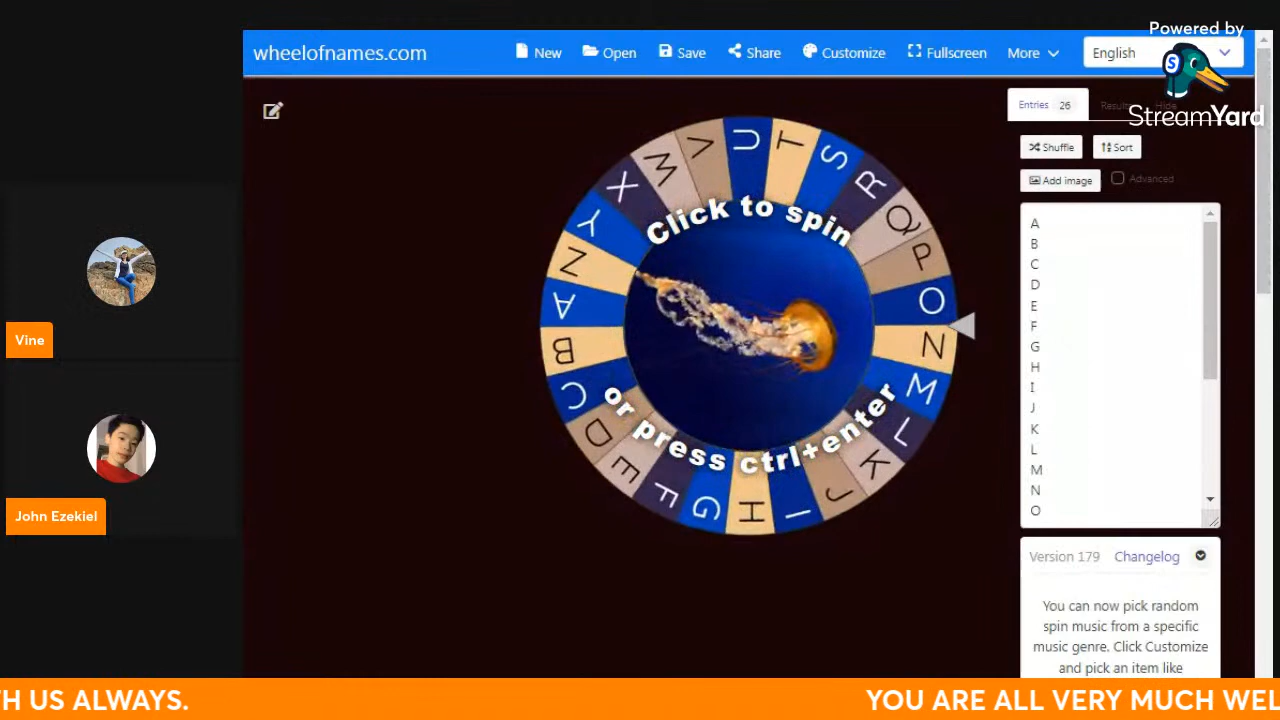 Powered by
StreamYard
wheelofnames.com
New
Open
Save
Share
Customize
Fullscreen
More
English
Entries 26
Results
Hide
Shuffle
Sort
Add image
Advanced
A
B
C
D
E
F
G
H
I
J
K
L
M
N
O
Click to spin
or press ctrl+enter
A
B
C
D
E
F
G
H
I
J
K
L
M
N
O
P
Q
R
S
T
U
V
W
X
Y
Z
Vine
John Ezekiel
Version 179 Changelog
You can now pick random
spin music from a specific
music genre. Click Customize
and pick an item like
TH US ALWAYS.
YOU ARE ALL VERY MUCH WEL